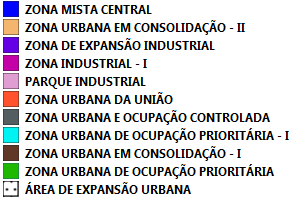 ZONA MISTA CENTRAL
ZONA URBANA EM CONSOLIDAÇÃO - II
ZONA DE EXPANSÃO INDUSTRIAL
ZONA INDUSTRIAL - I
PARQUE INDUSTRIAL
ZONA URBANA DA UNIÃO
ZONA URBANA E OCUPAÇÃO CONTROLADA
ZONA URBANA DE OCUPAÇÃO PRIORITÁRIA - I
ZONA URBANA EM CONSOLIDAÇÃO - I
ZONA URBANA DE OCUPAÇÃO PRIORITÁRIA
ÁREA DE EXPANSÃO URBANA